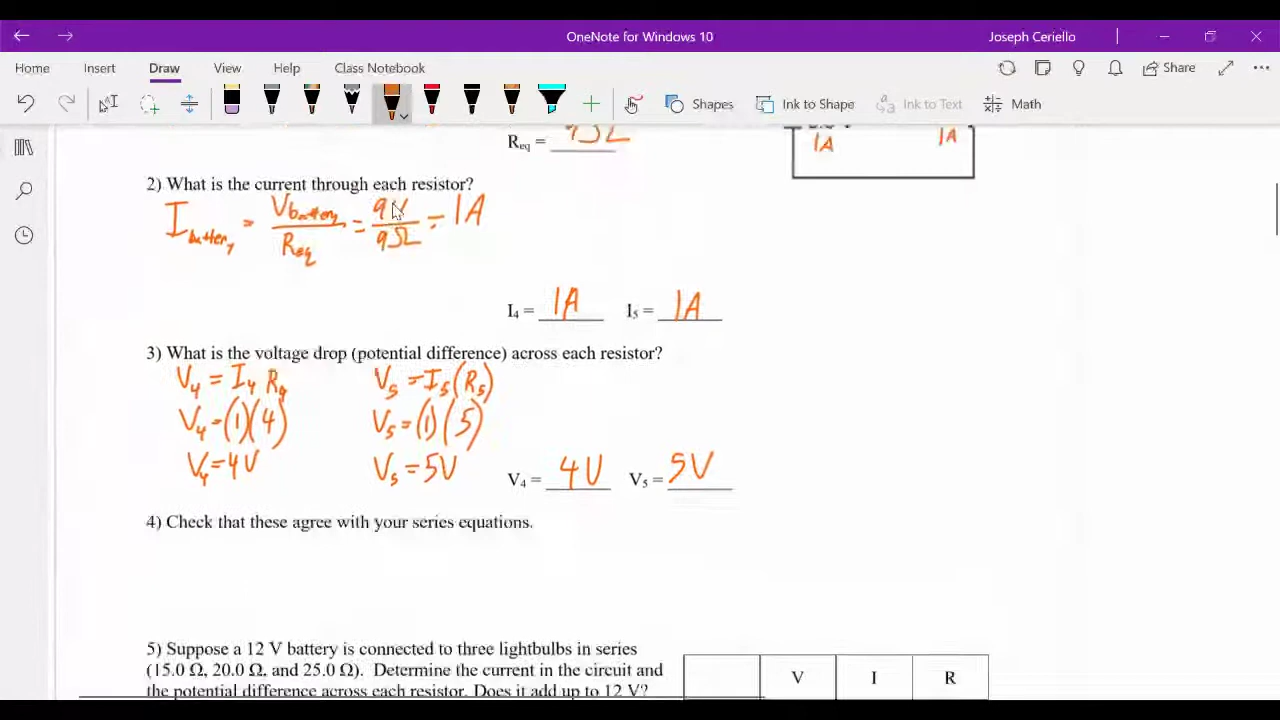 OneNote for Windows 10
Joseph Ceriello
Home Insert Draw View Help Class Notebook Share
Shapes Ink to Shape Ink to Text Math
Req = 9Ω
1A 1A
2) What is the current through each resistor?
I battery = V battery / Req = 9V / 9Ω = 1A
I4 = 1A I5 = 1A
3) What is the voltage drop (potential difference) across each resistor?
V4 = I4 R4 V5 = I5 (R5)
V4 = (1)(4) V5 = (1)(5)
V4 = 4V V5 = 5V
V4 = 4V V5 = 5V
4) Check that these agree with your series equations.
5) Suppose a 12 V battery is connected to three lightbulbs in series
(15.0 Ω, 20.0 Ω, and 25.0 Ω). Determine the current in the circuit and
the potential difference across each resistor. Does it add up to 12 V?
V I R